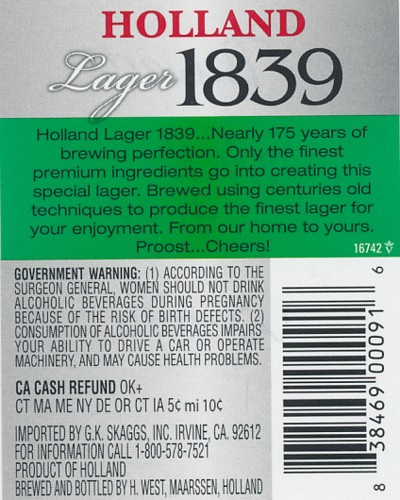 HOLLAND
Lager 1839
Holland Lager 1839...Nearly 175 years of
brewing perfection. Only the finest
premium ingredients go into creating this
special lager. Brewed using centuries old
techniques to produce the finest lager for
your enjoyment. From our home to yours.
Proost...Cheers!
16742
GOVERNMENT WARNING: (1) ACCORDING TO THE
SURGEON GENERAL, WOMEN SHOULD NOT DRINK
ALCOHOLIC BEVERAGES DURING PREGNANCY
BECAUSE OF THE RISK OF BIRTH DEFECTS. (2)
CONSUMPTION OF ALCOHOLIC BEVERAGES IMPAIRS
YOUR ABILITY TO DRIVE A CAR OR OPERATE
MACHINERY, AND MAY CAUSE HEALTH PROBLEMS.
CA CASH REFUND OK+
CT MA ME NY DE OR CT IA 5¢ mi 10¢
IMPORTED BY G.K. SKAGGS, INC. IRVINE, CA. 92612
FOR INFORMATION CALL 1-800-578-7521
PRODUCT OF HOLLAND
BREWED AND BOTTLED BY H. WEST, MAARSSEN, HOLLAND
8 38469 00091 6